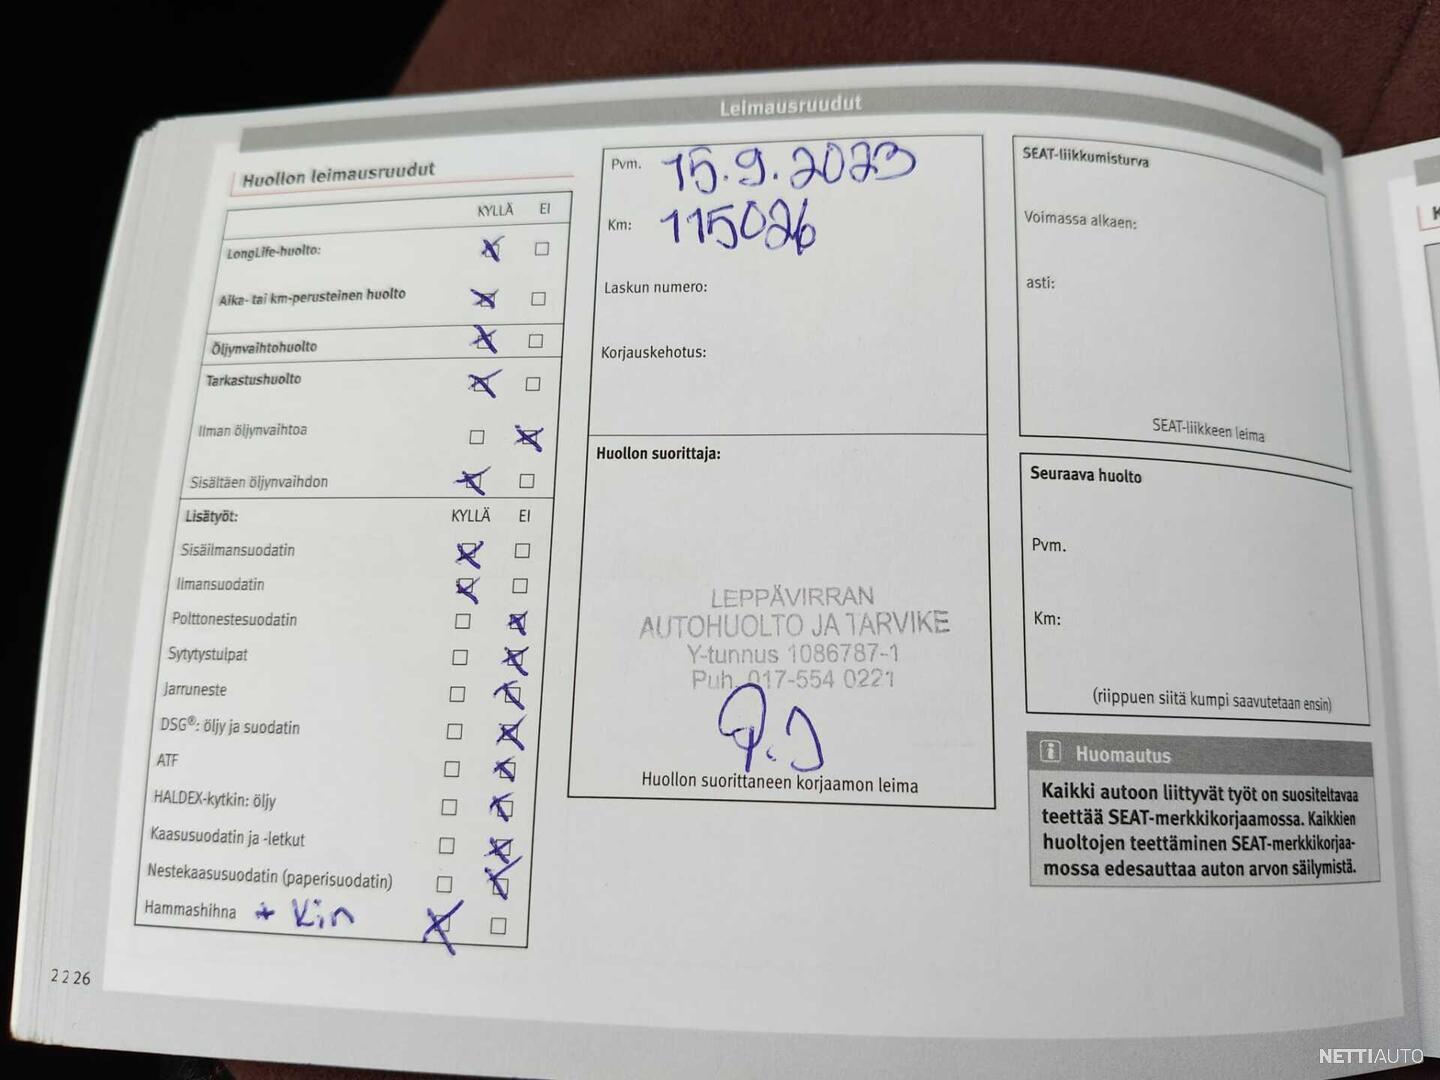 Leimausruudut
Huollon leimausruudut
KYLLÄ EI
LongLife-huolto:
Aika- tai km-perusteinen huolto
Öljynvaihtohuolto
Tarkastushuolto
Ilman öljynvaihtoa
Sisältäen öljynvaihdon
Lisätyöt: KYLLÄ EI
Sisäilmansuodatin
Ilmansuodatin
Polttonestesuodatin
Sytytystulpat
Jarruneste
DSG®: öljy ja suodatin
ATF
HALDEX-kytkin: öljy
Kaasusuodatin ja -letkut
Nestekaasusuodatin (paperisuodatin)
Hammashihna + Kin
22 26
Pvm. 15.9.2023
Km: 115026
Laskun numero:
Korjauskehotus:
Huollon suorittaja:
LEPPÄVIRRAN
AUTOHUOLTO JA TARVIKE
Y-tunnus 1086787-1
Puh. 017-554 0221
Huollon suorittaneen korjaamon leima
SEAT-liikkumisturva
Voimassa alkaen:
asti:
SEAT-liikkeen leima
Seuraava huolto
Pvm.
Km:
(riippuen siitä kumpi saavutetaan ensin)
i Huomautus
Kaikki autoon liittyvät työt on suositeltavaa
teettää SEAT-merkkikorjaamossa. Kaikkien
huoltojen teettäminen SEAT-merkkikorjaa-
mossa edesauttaa auton arvon säilymistä.
K
NETTIAUTO